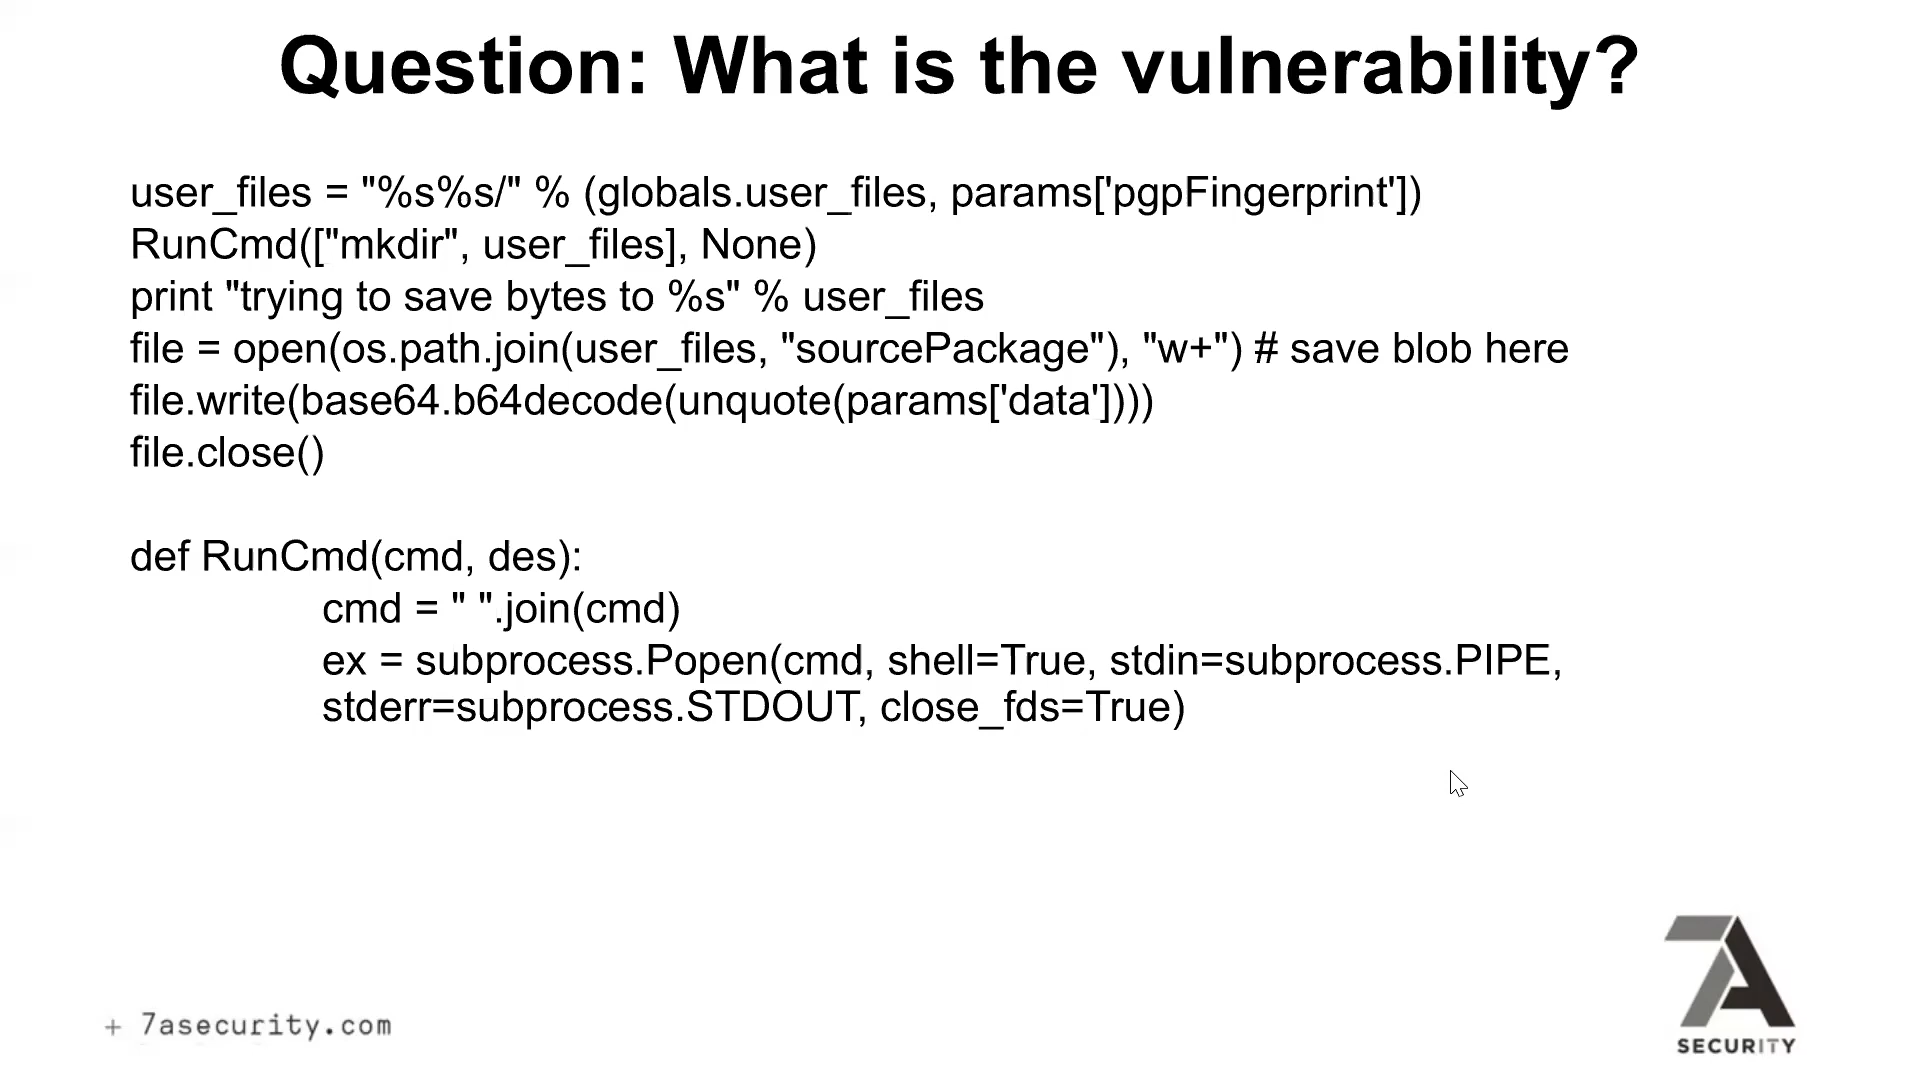 Question: What is the vulnerability?
user_files = "%s%s/" % (globals.user_files, params['pgpFingerprint'])
RunCmd(["mkdir", user_files], None)
print "trying to save bytes to %s" % user_files
file = open(os.path.join(user_files, "sourcePackage"), "w+") # save blob here
file.write(base64.b64decode(unquote(params['data'])))
file.close()
def RunCmd(cmd, des):
cmd = " ".join(cmd)
ex = subprocess.Popen(cmd, shell=True, stdin=subprocess.PIPE,
stderr=subprocess.STDOUT, close_fds=True)
+ 7asecurity.com
7A
SECURITY